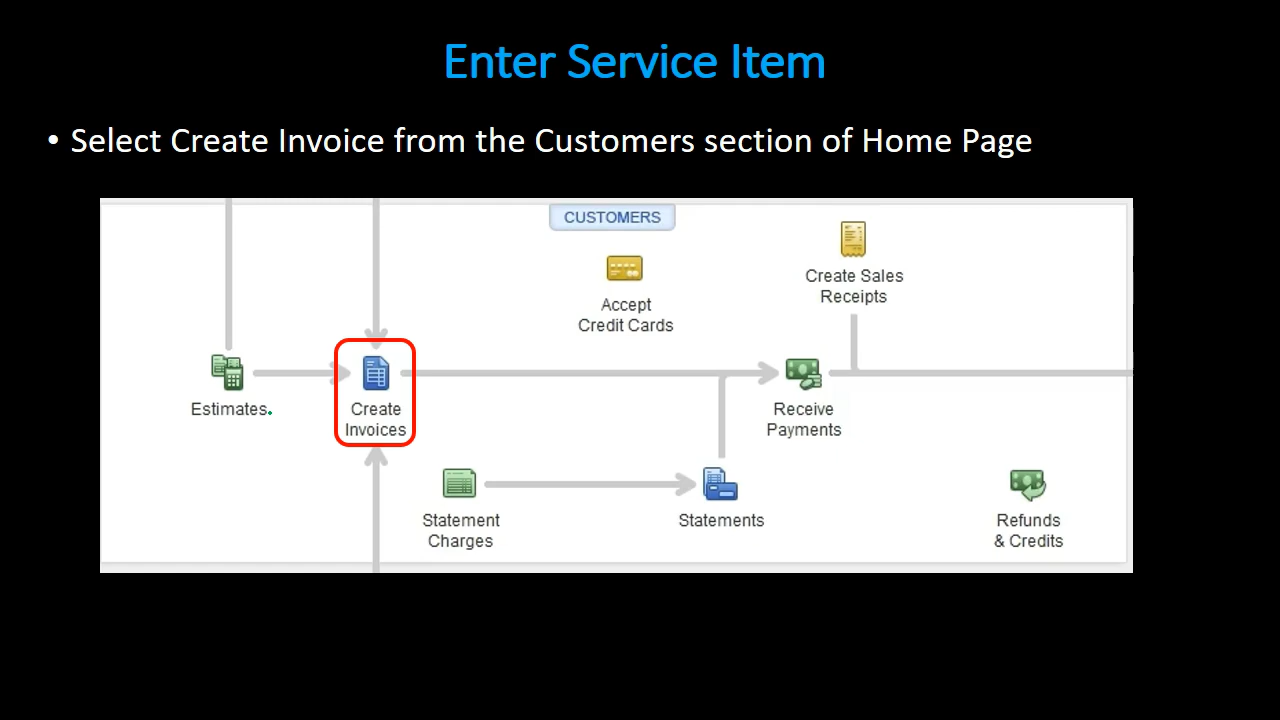 Enter Service Item
• Select Create Invoice from the Customers section of Home Page
CUSTOMERS
Accept
Credit Cards
Create Sales
Receipts
Estimates.
Create
Invoices
Receive
Payments
Statement
Charges
Statements
Refunds
& Credits